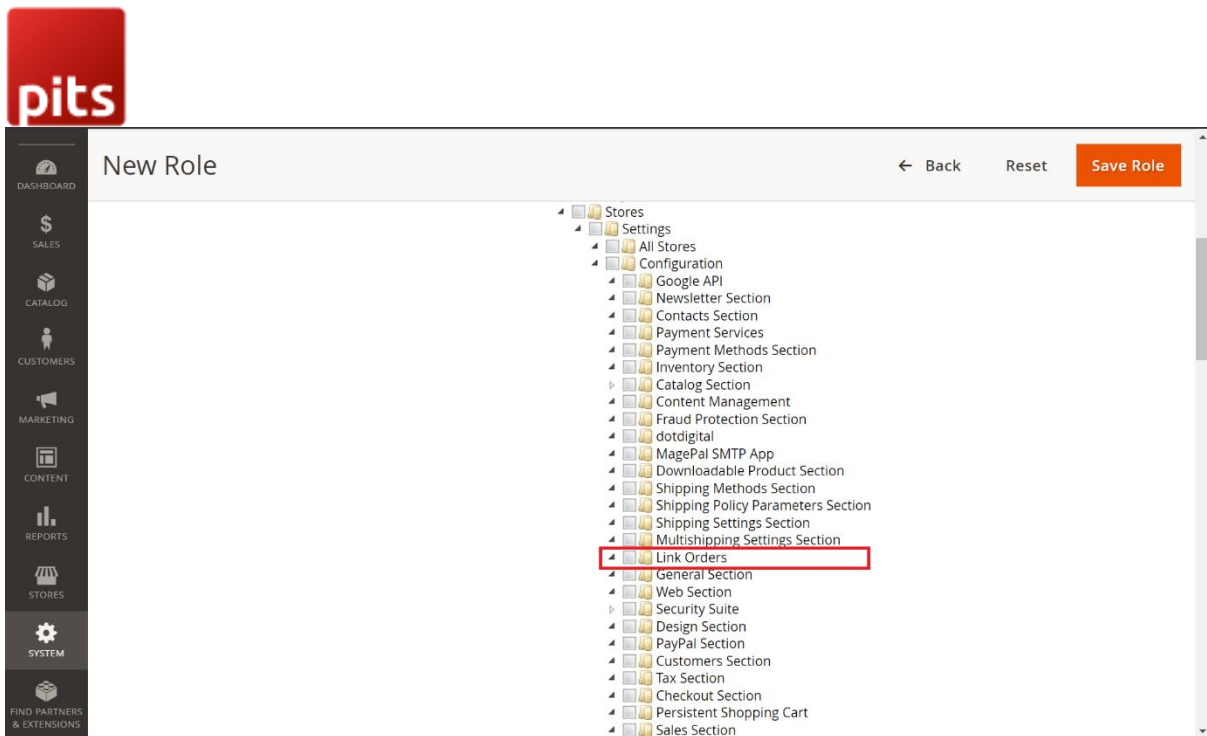 pits
New Role
← Back
Reset
Save Role
DASHBOARD
SALES
CATALOG
CUSTOMERS
MARKETING
CONTENT
REPORTS
STORES
SYSTEM
FIND PARTNERS
& EXTENSIONS
Stores
Settings
All Stores
Configuration
Google API
Newsletter Section
Contacts Section
Payment Services
Payment Methods Section
Inventory Section
Catalog Section
Content Management
Fraud Protection Section
dotdigital
MagePal SMTP App
Downloadable Product Section
Shipping Methods Section
Shipping Policy Parameters Section
Shipping Settings Section
Multishipping Settings Section
Link Orders
General Section
Web Section
Security Suite
Design Section
PayPal Section
Customers Section
Tax Section
Checkout Section
Persistent Shopping Cart
Sales Section